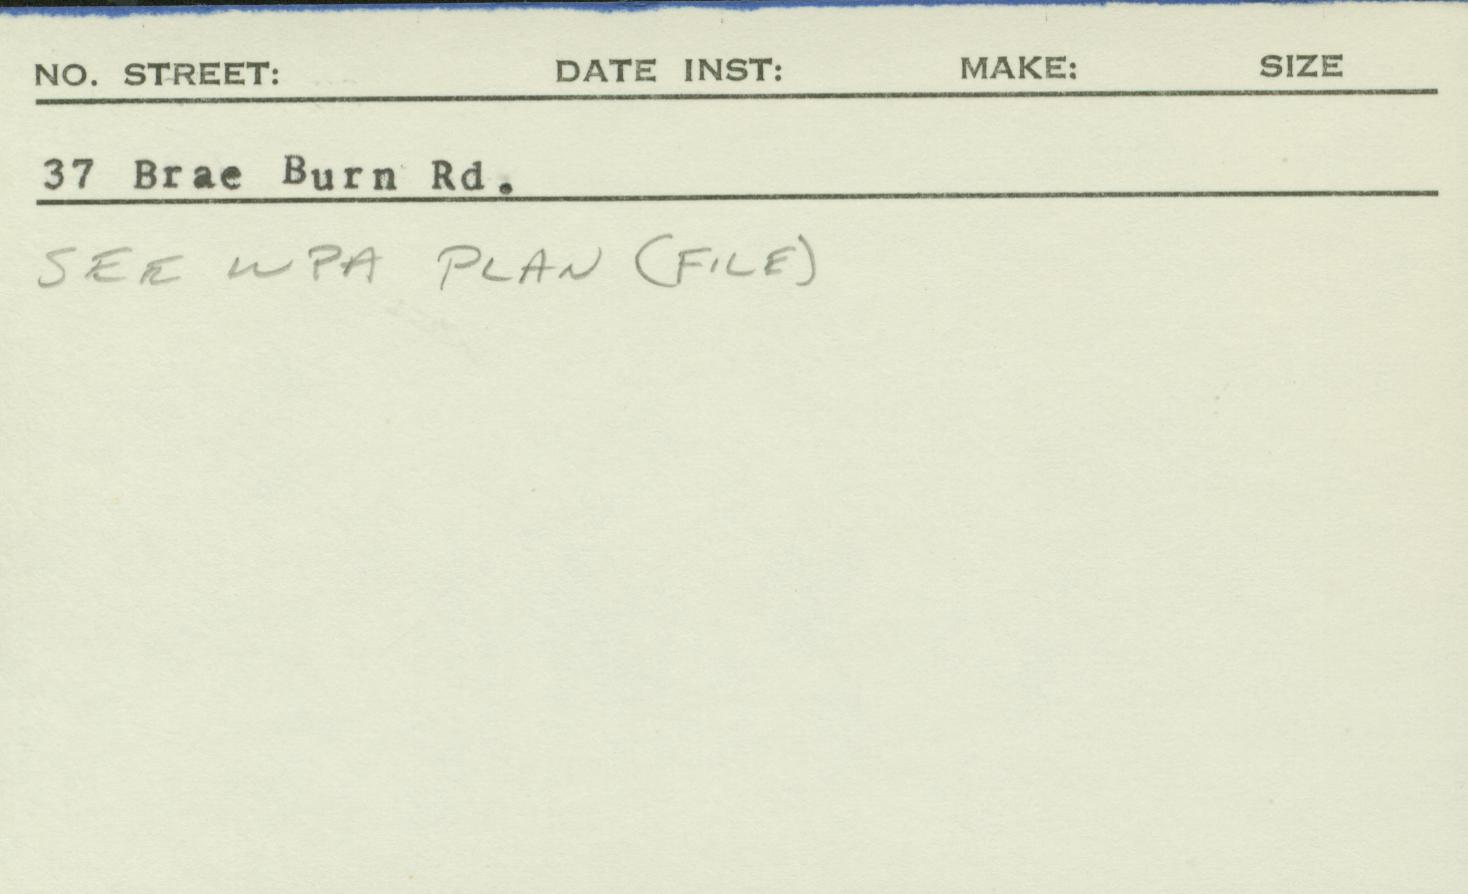 NO. STREET: DATE INST: MAKE: SIZE
37 Brae Burn Rd.
SEE WPA PLAN (FILE)